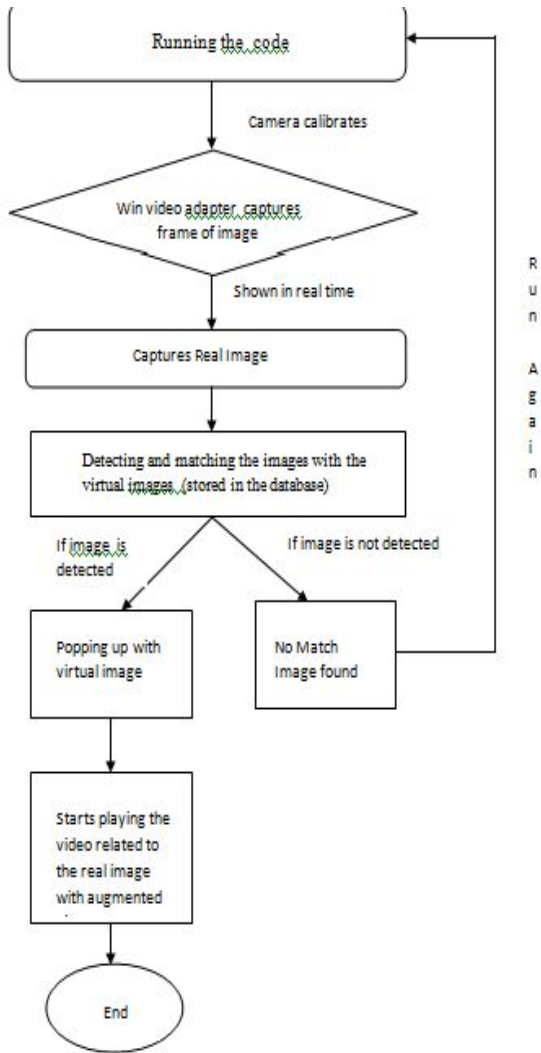 Running the code
Camera calibrates
Win video adapter captures
frame of image
Shown in real time
Captures Real Image
Detecting and matching the images with the
virtual images (stored in the database)
If image is
detected
If image is not detected
Popping up with
virtual image
No Match
Image found
Run Again
Starts playing the
video related to
the real image
with augmented
End